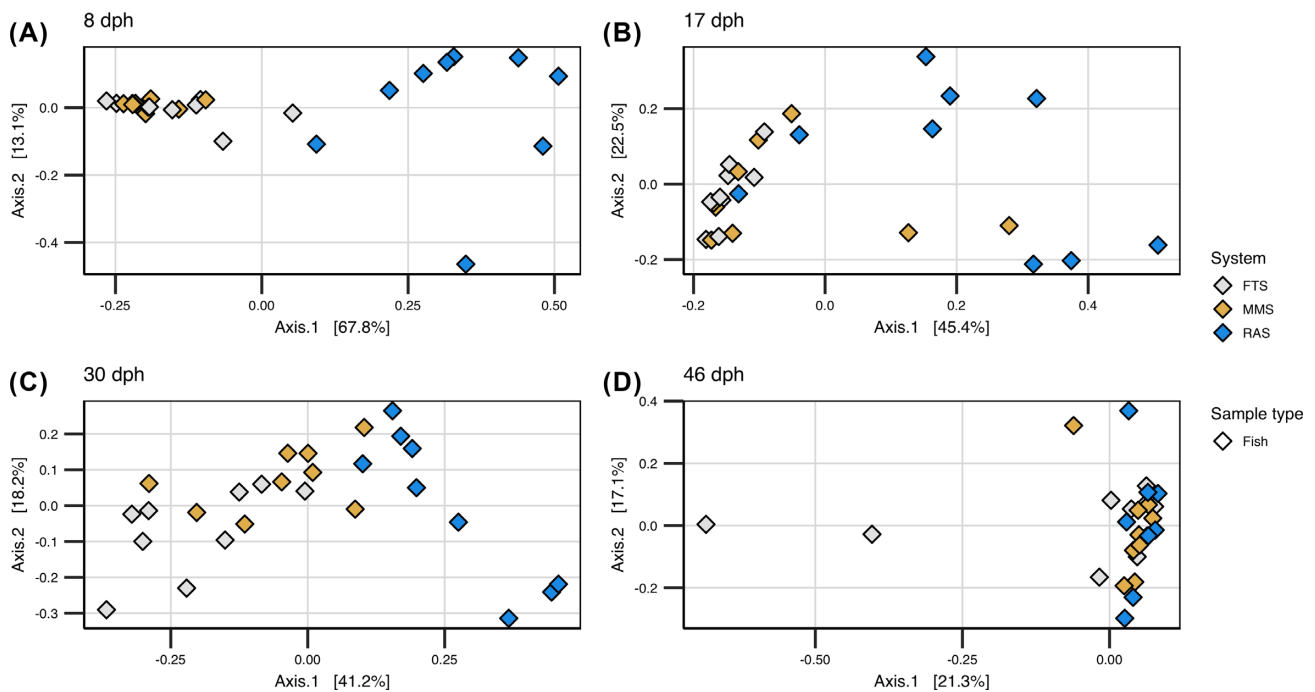 (A) 8 dph
0.0
-0.2
-0.4
Axis.2 [13.1%]
-0.25 0.00 0.25 0.50
Axis.1 [67.8%]
(B) 17 dph
0.2
0.0
-0.2
Axis.2 [22.5%]
-0.2 0.0 0.2 0.4
Axis.1 [45.4%]
System
FTS
MMS
RAS
(C) 30 dph
0.2
0.1
0.0
-0.1
-0.2
-0.3
Axis.2 [18.2%]
-0.25 0.00 0.25
Axis.1 [41.2%]
(D) 46 dph
0.4
0.2
0.0
-0.2
Axis.2 [17.1%]
-0.50 -0.25 0.00
Axis.1 [21.3%]
Sample type
Fish